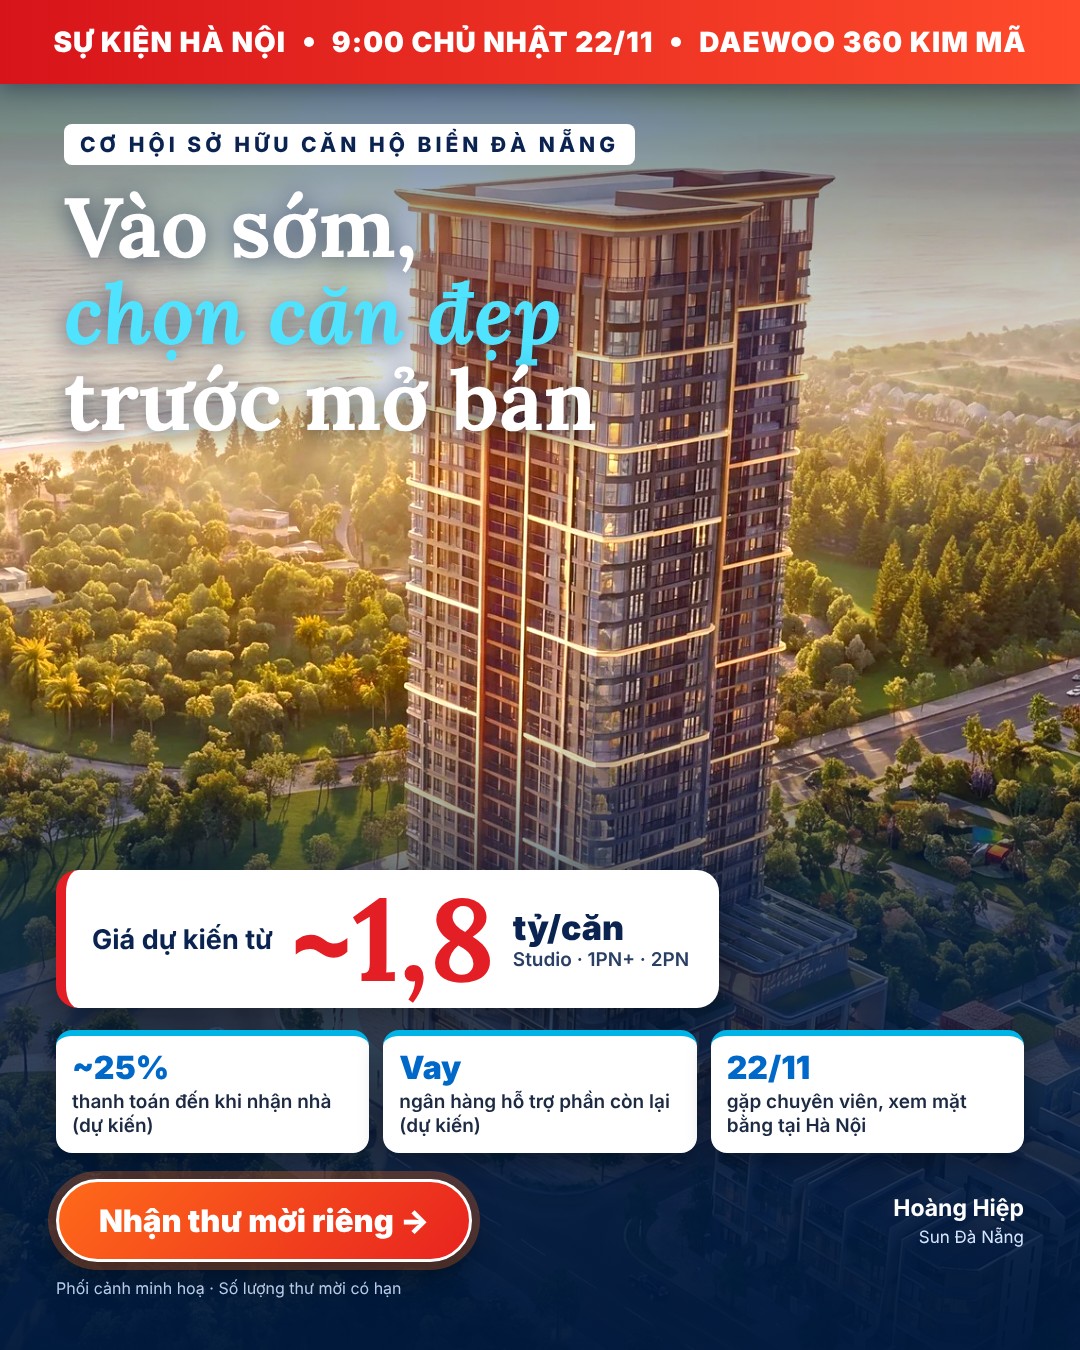 SỰ KIỆN HÀ NỘI • 9:00 CHỦ NHẬT 22/11 • DAEWOO 360 KIM MÃ
CƠ HỘI SỞ HỮU CĂN HỘ BIỂN ĐÀ NẴNG
Vào sớm,
chọn căn đẹp
trước mở bán
Giá dự kiến từ ~1,8 tỷ/căn
Studio · 1PN+ · 2PN
~25%
thanh toán đến khi nhận nhà
(dự kiến)
Vay
ngân hàng hỗ trợ phần còn lại
(dự kiến)
22/11
gặp chuyên viên, xem mặt
bằng tại Hà Nội
Nhận thư mời riêng →
Hoàng Hiệp
Sun Đà Nẵng
Phối cảnh minh hoạ · Số lượng thư mời có hạn